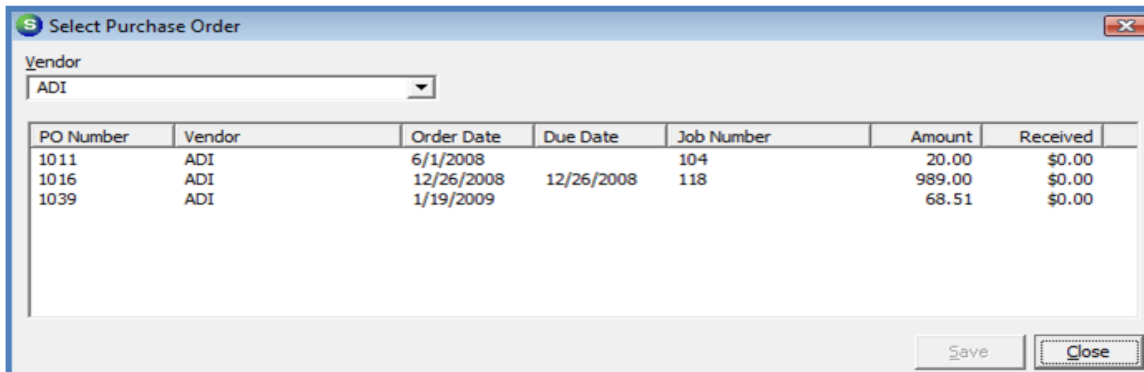 S Select Purchase Order
Vendor
ADI
PO Number Vendor Order Date Due Date Job Number Amount Received
1011 ADI 6/1/2008 104 20.00 $0.00
1016 ADI 12/26/2008 12/26/2008 118 989.00 $0.00
1039 ADI 1/19/2009 68.51 $0.00
Save Close